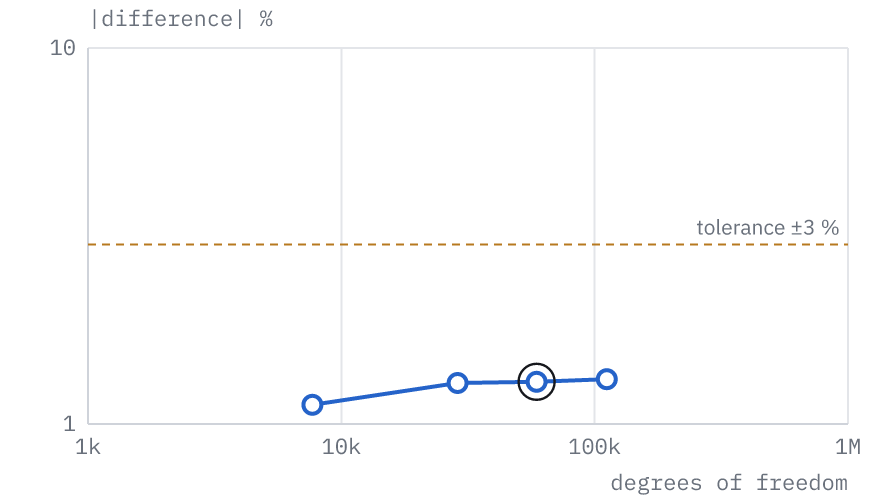 |difference| %
10
tolerance ±3 %
1
1k 10k 100k 1M
degrees of freedom